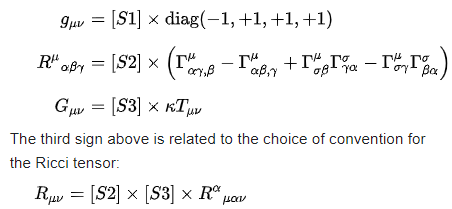 g_{μν} = [S1] × diag(−1, +1, +1, +1)
R^μ_{αβγ} = [S2] × (Γ^μ_{αγ,β} − Γ^μ_{αβ,γ} + Γ^μ_{σβ}Γ^σ_{γα} − Γ^μ_{σγ}Γ^σ_{βα})
G_{μν} = [S3] × κT_{μν}
The third sign above is related to the choice of convention for
the Ricci tensor:
R_{μν} = [S2] × [S3] × R^α_{μαν}